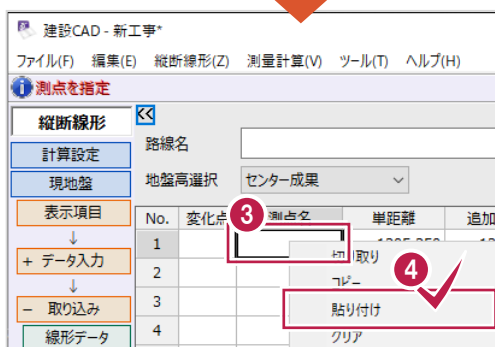 建設CAD - 新工事*
ファイル(F) 編集(E) 縦断線形(Z) 測量計算(V) ツール(T) ヘルプ(H)
測点を指定
縦断線形
計算設定
現地盤
表示項目
↓
+ データ入力
↓
− 取り込み
線形データ
<<
路線名
地盤高選択 センター成果
No. 変化点 測点名 単距離 追加
1
2
3
4
3
切り取り
コピー
4
貼り付け
クリア